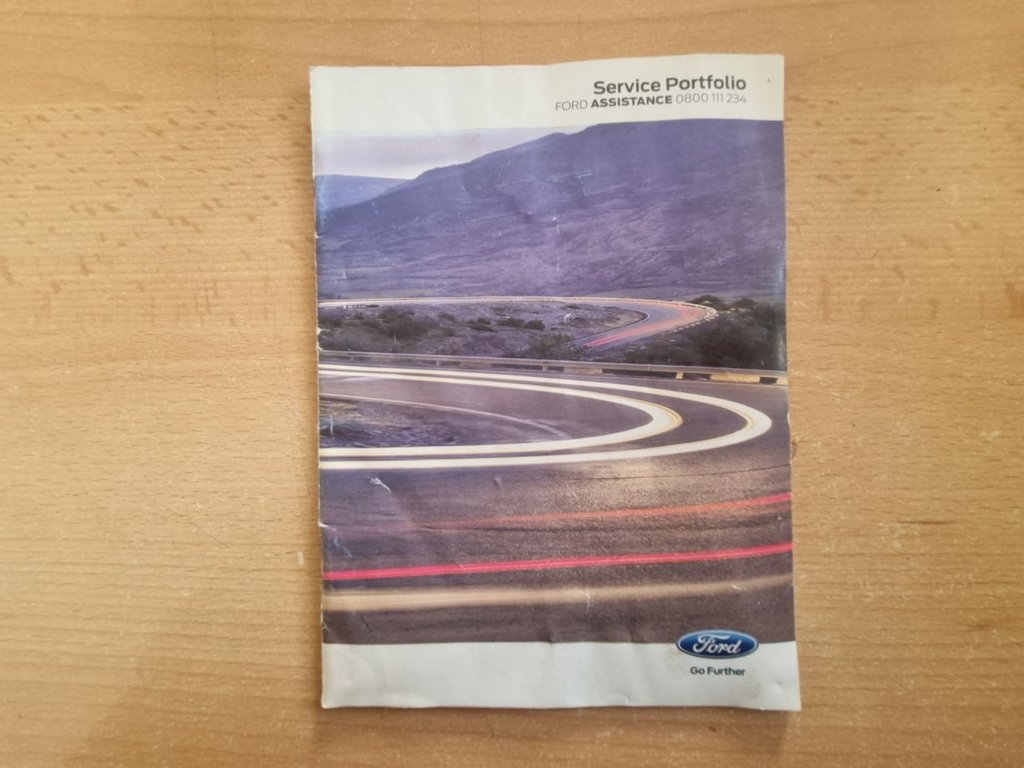 Service Portfolio
FORD ASSISTANCE 0800 111 234
Ford
Go Further